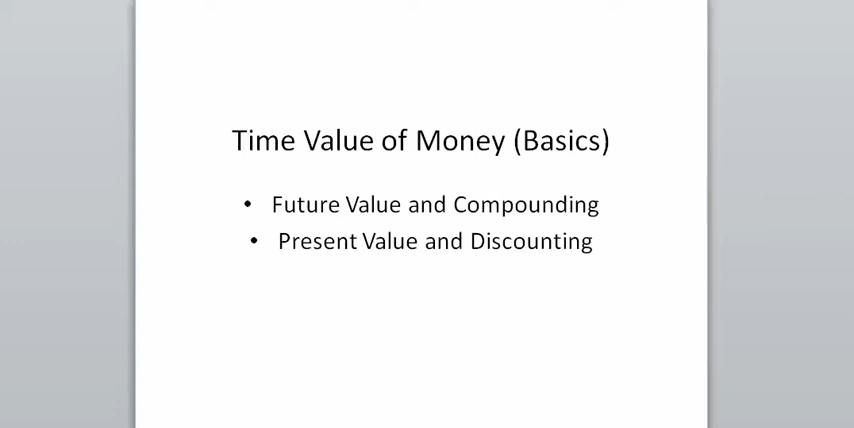 Time Value of Money (Basics)
• Future Value and Compounding
• Present Value and Discounting